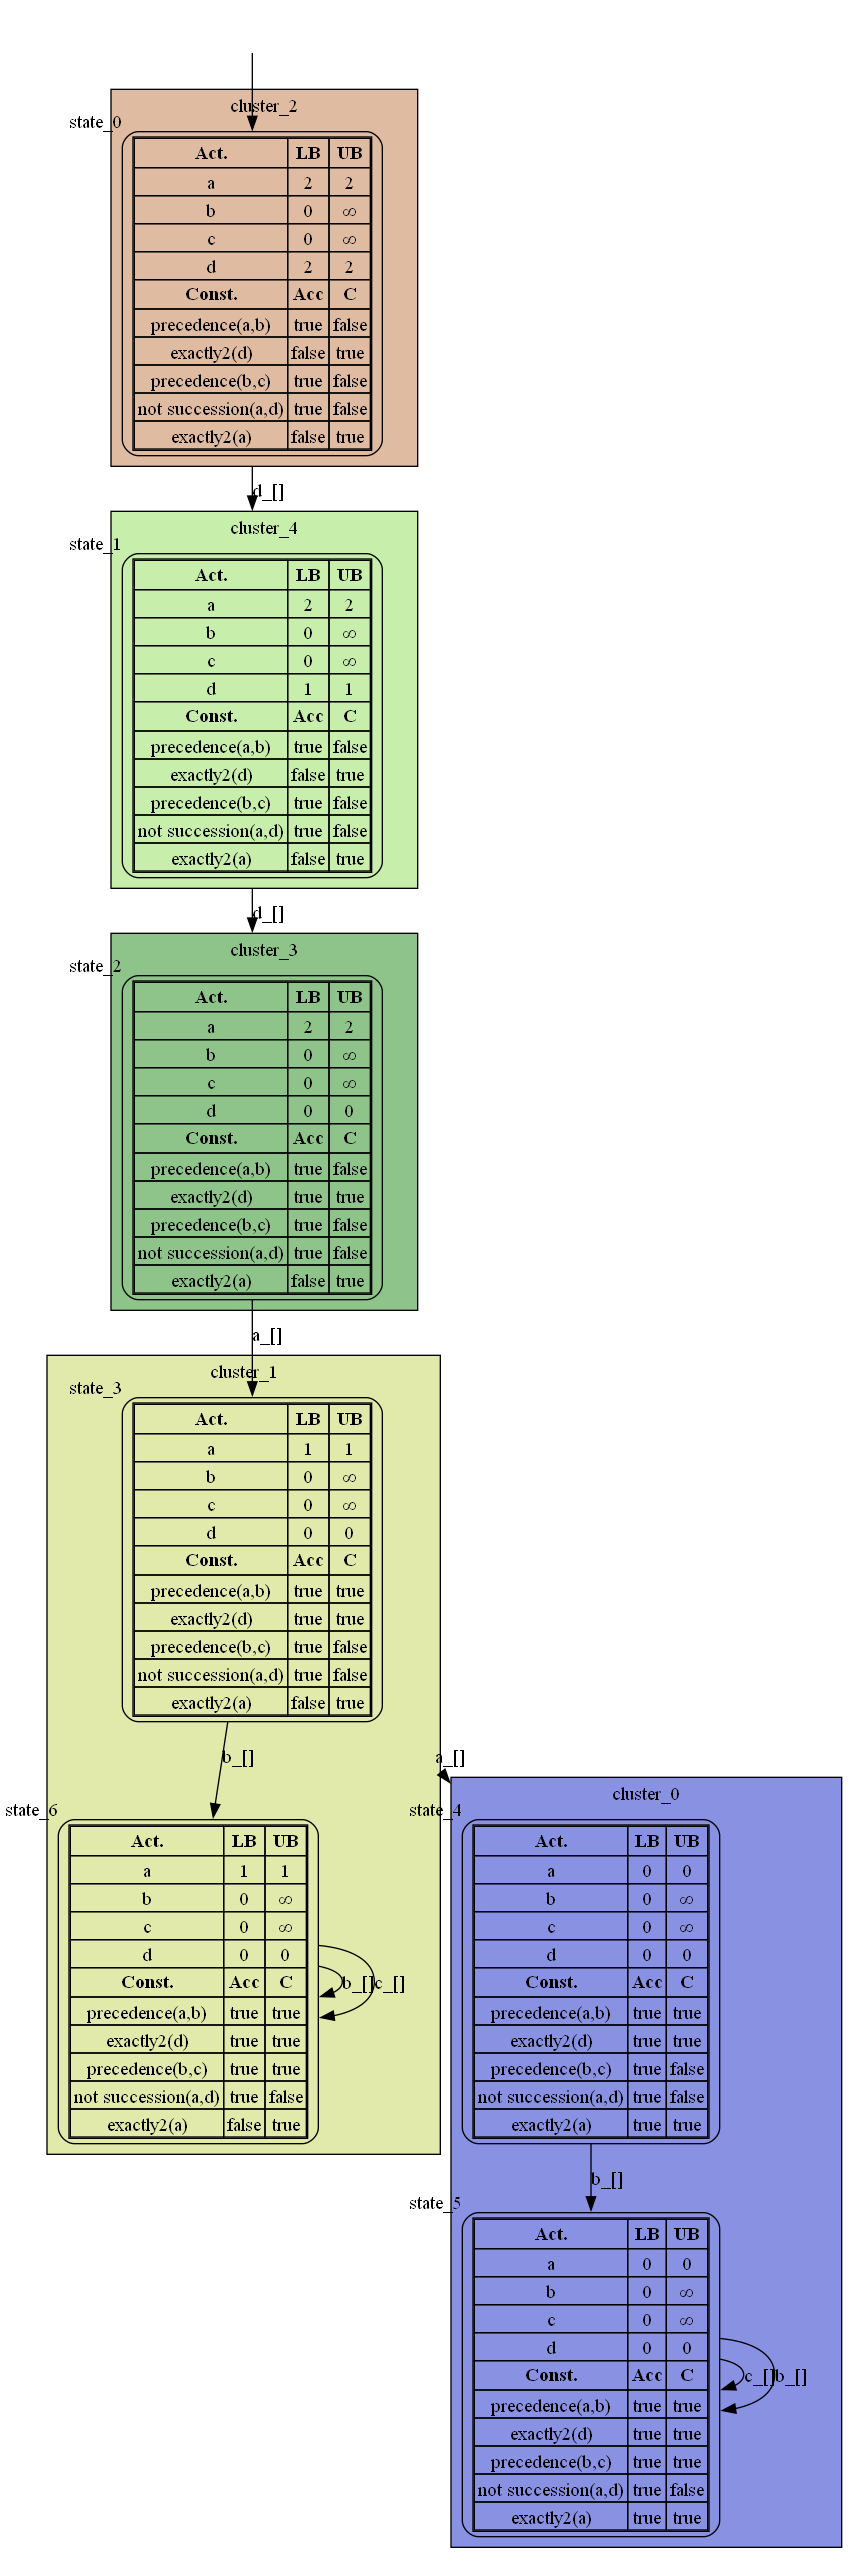 cluster_2
state_0
Act. LB UB
a 2 2
b 0 ∞
c 0 ∞
d 2 2
Const. Acc C
precedence(a,b) true false
exactly2(d) false true
precedence(b,c) true false
not succession(a,d) true false
exactly2(a) false true
d_[]
cluster_4
state_1
Act. LB UB
a 2 2
b 0 ∞
c 0 ∞
d 1 1
Const. Acc C
precedence(a,b) true false
exactly2(d) false true
precedence(b,c) true false
not succession(a,d) true false
exactly2(a) false true
d_[]
cluster_3
state_2
Act. LB UB
a 2 2
b 0 ∞
c 0 ∞
d 0 0
Const. Acc C
precedence(a,b) true false
exactly2(d) true true
precedence(b,c) true false
not succession(a,d) true false
exactly2(a) false true
a_[]
cluster_1
state_3
Act. LB UB
a 1 1
b 0 ∞
c 0 ∞
d 0 0
Const. Acc C
precedence(a,b) true true
exactly2(d) true true
precedence(b,c) true false
not succession(a,d) true false
exactly2(a) false true
b_[]
a_[]
state_6
Act. LB UB
a 1 1
b 0 ∞
c 0 ∞
d 0 0
Const. Acc C
precedence(a,b) true true
exactly2(d) true true
precedence(b,c) true true
not succession(a,d) true false
exactly2(a) false true
b_[]
c_[]
cluster_0
state_4
Act. LB UB
a 0 0
b 0 ∞
c 0 ∞
d 0 0
Const. Acc C
precedence(a,b) true true
exactly2(d) true true
precedence(b,c) true false
not succession(a,d) true false
exactly2(a) true true
b_[]
state_5
Act. LB UB
a 0 0
b 0 ∞
c 0 ∞
d 0 0
Const. Acc C
precedence(a,b) true true
exactly2(d) true true
precedence(b,c) true true
not succession(a,d) true false
exactly2(a) true true
c_[]
b_[]